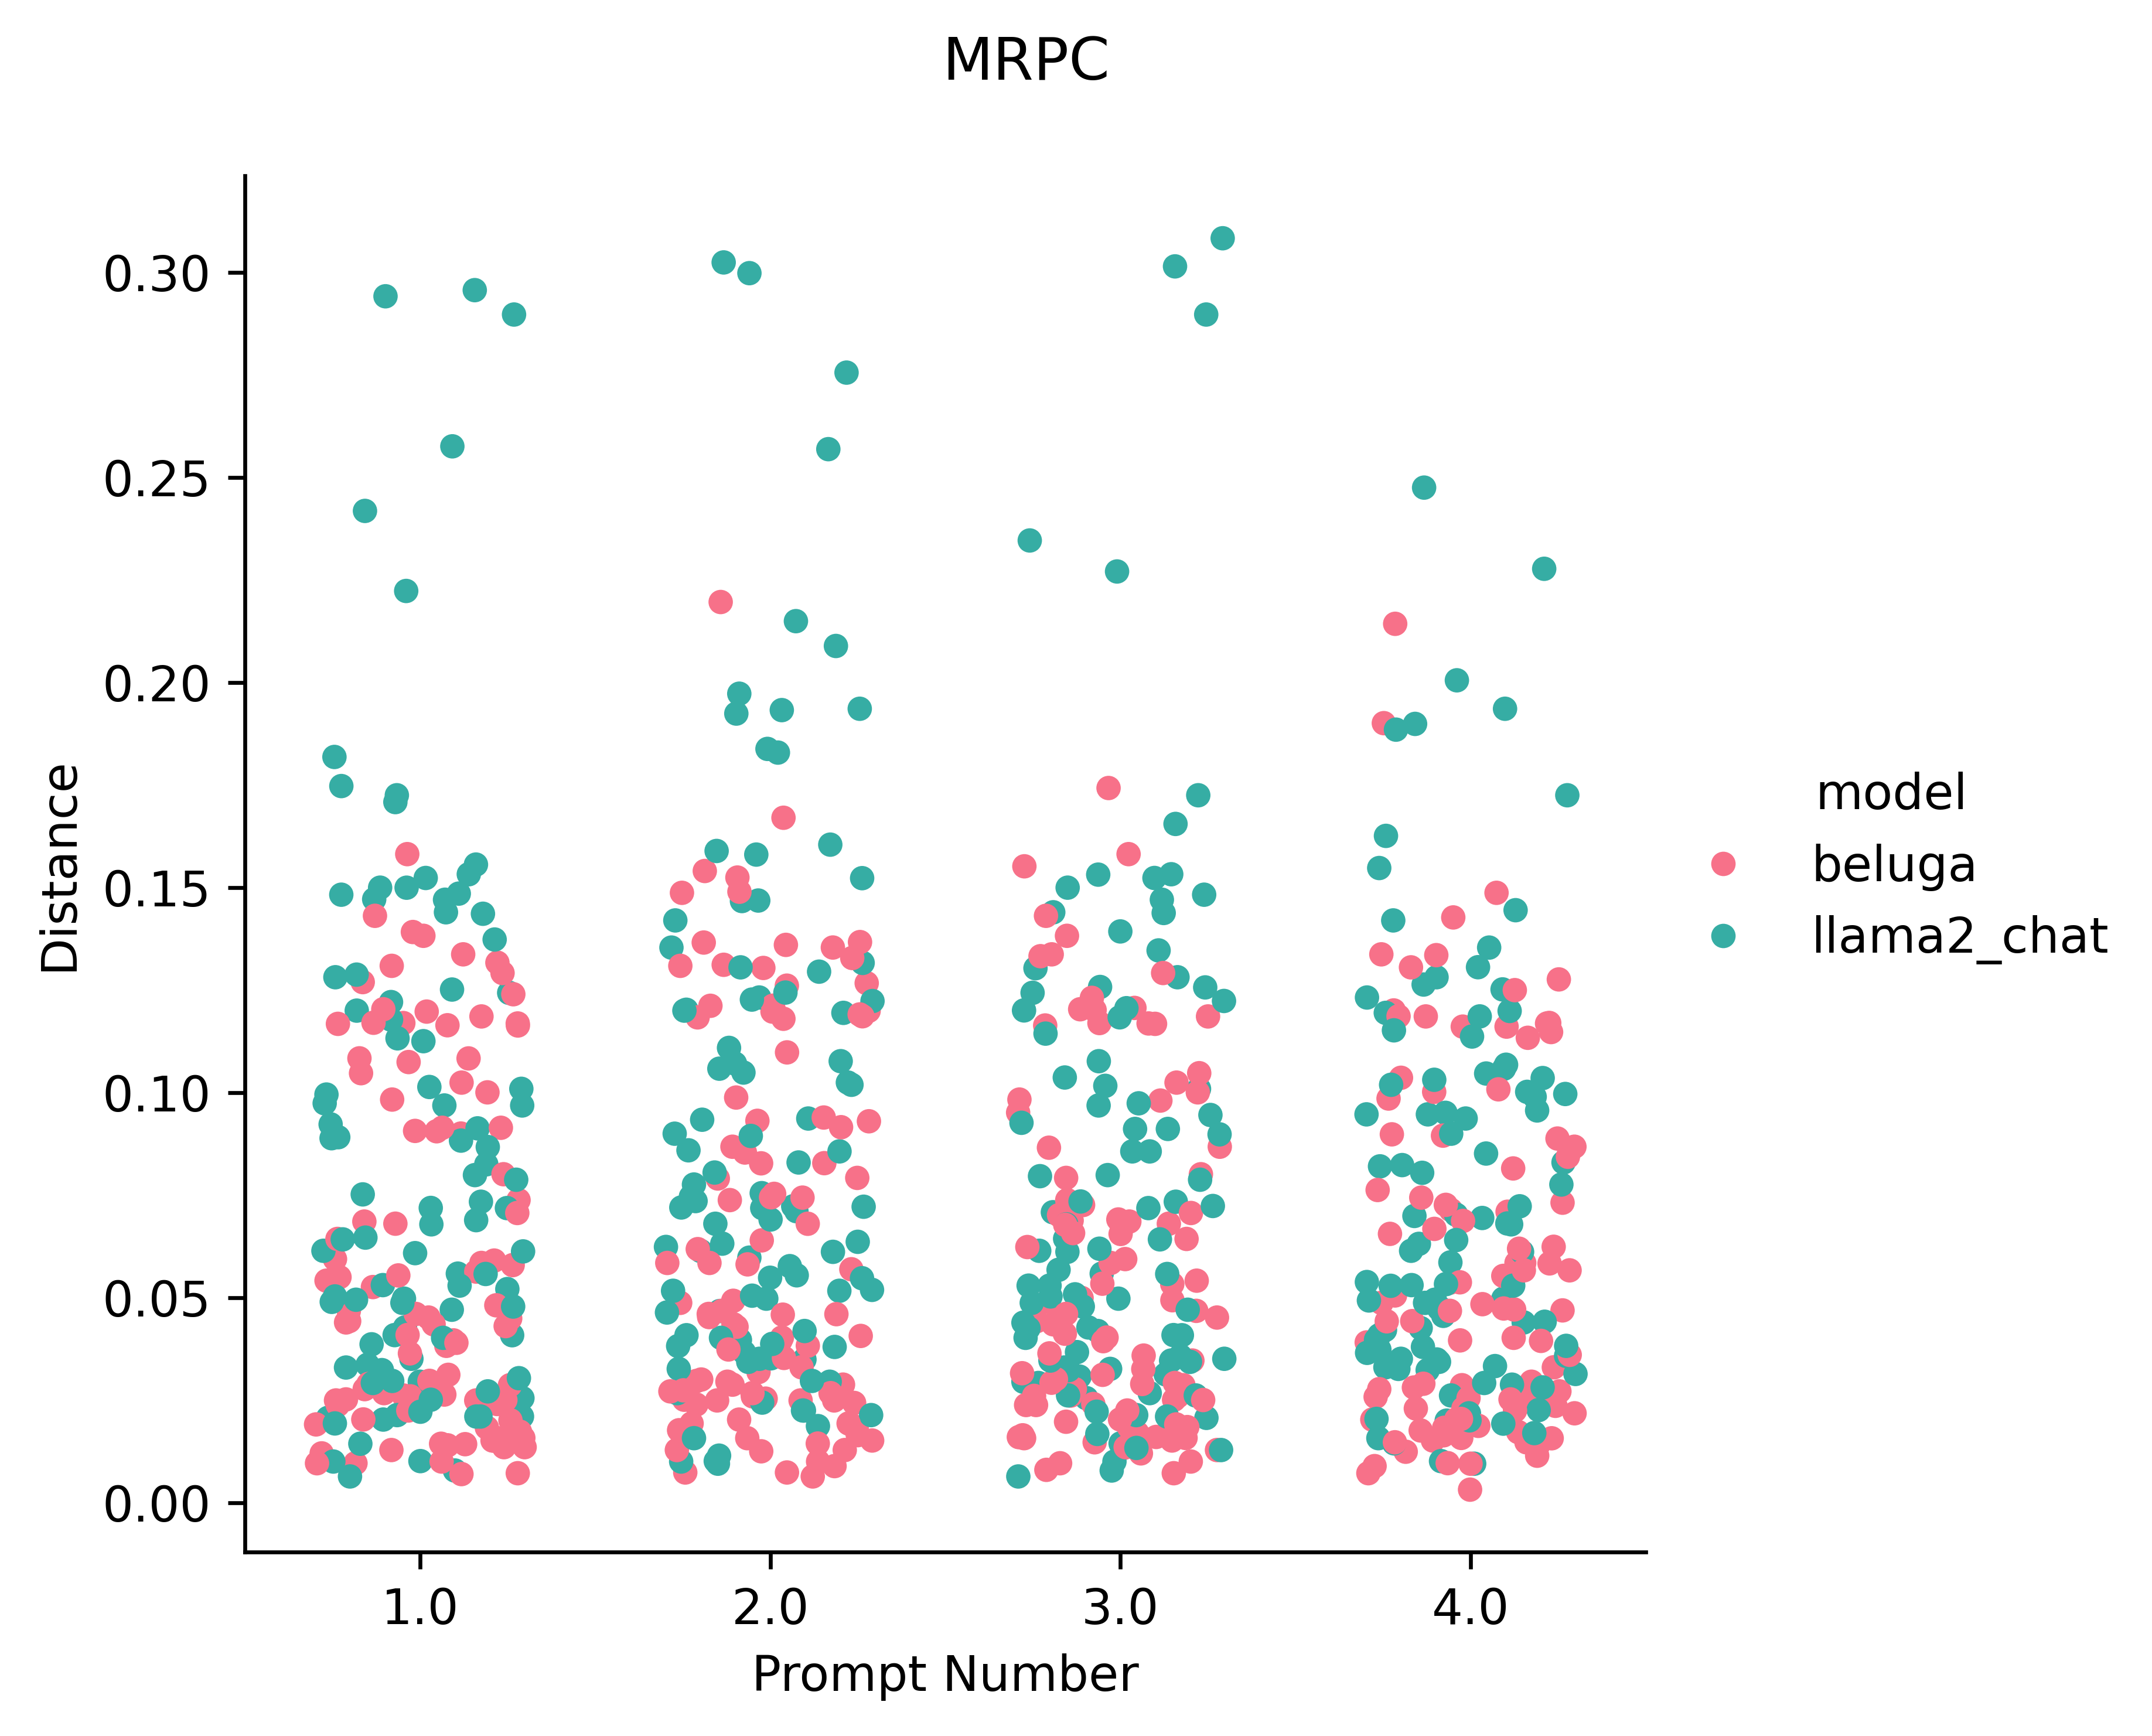 MRPC
0.30
0.25
0.20
0.15
0.10
0.05
0.00
Distance
1.0 2.0 3.0 4.0
Prompt Number
model
beluga
llama2_chat